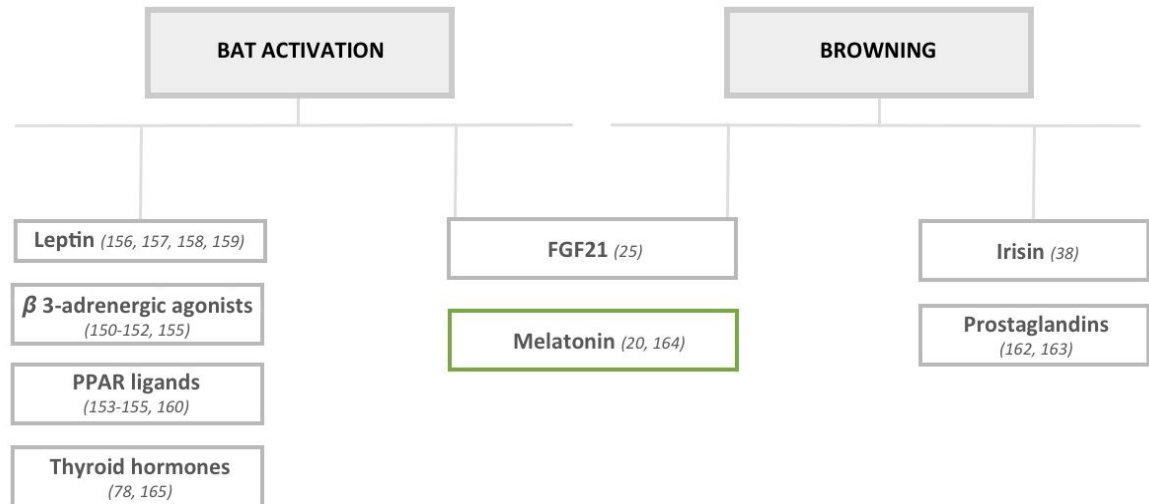 BAT ACTIVATION
BROWNING
Leptin (156, 157, 158, 159)
FGF21 (25)
Irisin (38)
β 3-adrenergic agonists
(150-152, 155)
Melatonin (20, 164)
Prostaglandins
(162, 163)
PPAR ligands
(153-155, 160)
Thyroid hormones
(78, 165)